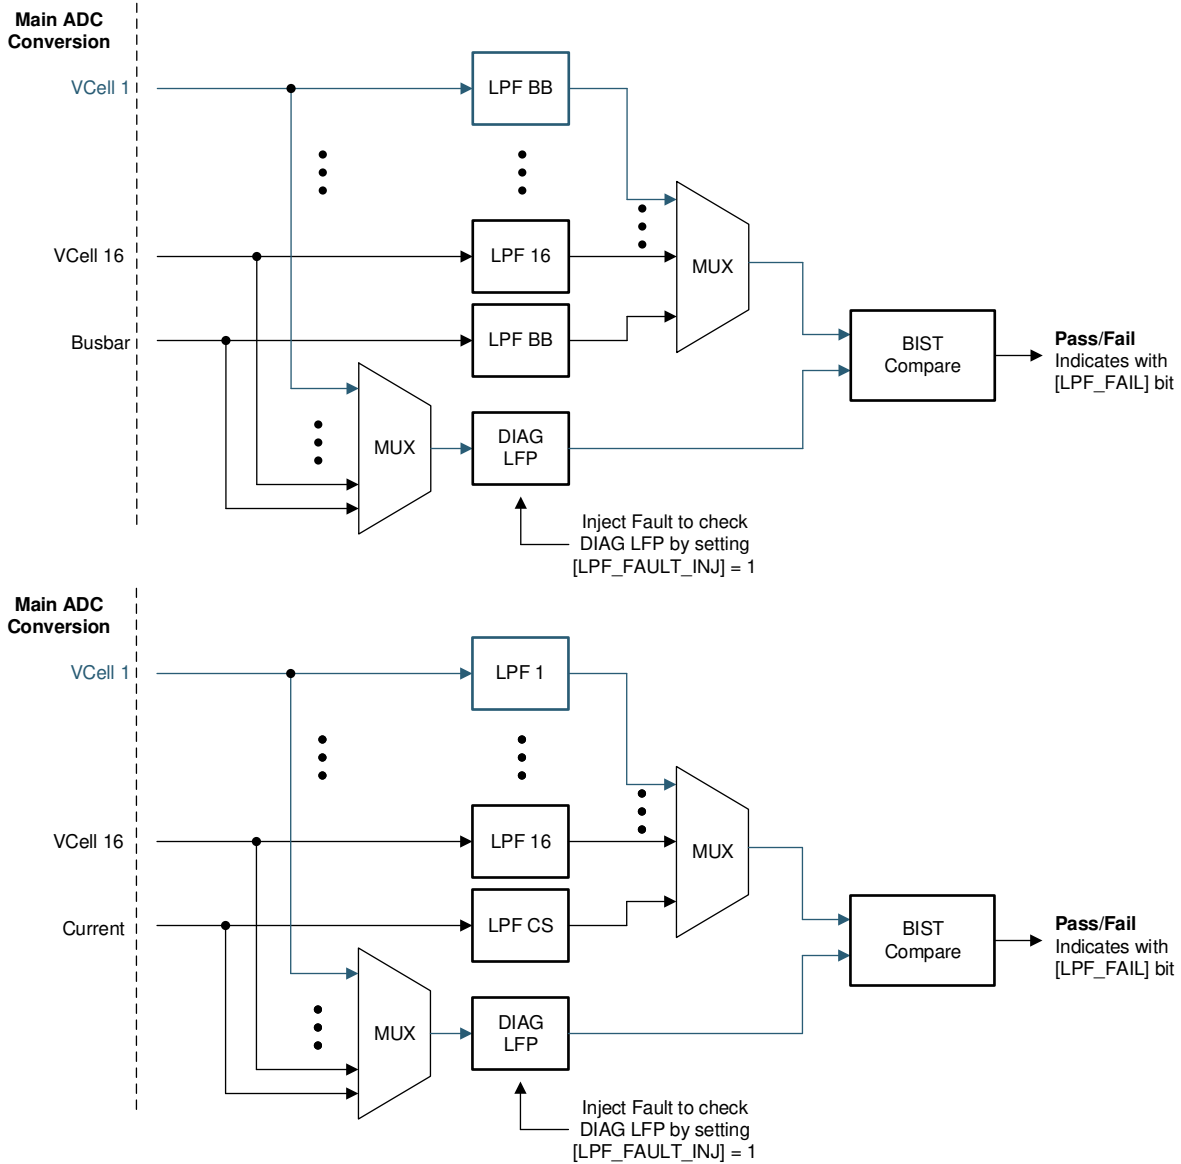 Main ADC
Conversion
VCell 1
LPF BB
VCell 16
LPF 16
MUX
Busbar
LPF BB
BIST
Compare
Pass/Fail
Indicates with
[LPF_FAIL] bit
MUX
DIAG
LFP
Inject Fault to check
DIAG LFP by setting
[LPF_FAULT_INJ] = 1
Main ADC
Conversion
VCell 1
LPF 1
VCell 16
LPF 16
MUX
Current
LPF CS
BIST
Compare
Pass/Fail
Indicates with
[LPF_FAIL] bit
MUX
DIAG
LFP
Inject Fault to check
DIAG LFP by setting
[LPF_FAULT_INJ] = 1